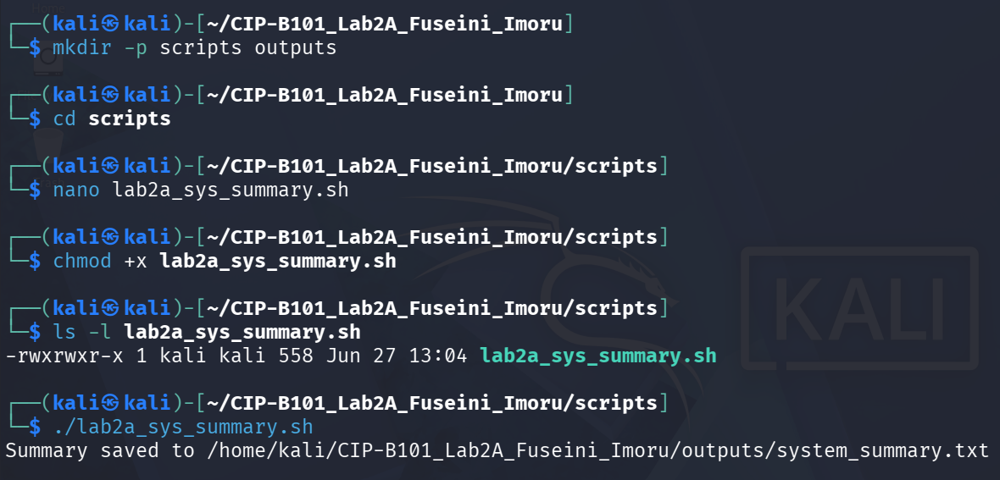 Home
┌──(kali㉿kali)-[~/CIP-B101_Lab2A_Fuseini_Imoru]
└─$ mkdir -p scripts outputs
┌──(kali㉿kali)-[~/CIP-B101_Lab2A_Fuseini_Imoru]
└─$ cd scripts
┌──(kali㉿kali)-[~/CIP-B101_Lab2A_Fuseini_Imoru/scripts]
└─$ nano lab2a_sys_summary.sh
┌──(kali㉿kali)-[~/CIP-B101_Lab2A_Fuseini_Imoru/scripts]
└─$ chmod +x lab2a_sys_summary.sh
┌──(kali㉿kali)-[~/CIP-B101_Lab2A_Fuseini_Imoru/scripts]
└─$ ls -l lab2a_sys_summary.sh
-rwxrwxr-x 1 kali kali 558 Jun 27 13:04 lab2a_sys_summary.sh
KALI
┌──(kali㉿kali)-[~/CIP-B101_Lab2A_Fuseini_Imoru/scripts]
└─$ ./lab2a_sys_summary.sh
Summary saved to /home/kali/CIP-B101_Lab2A_Fuseini_Imoru/outputs/system_summary.txt